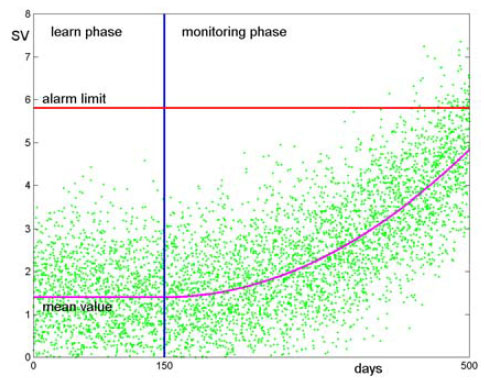 8
SV
learn phase
monitoring phase
7
alarm limit
6
5
4
3
2
1
mean value
0
0
150
days
500